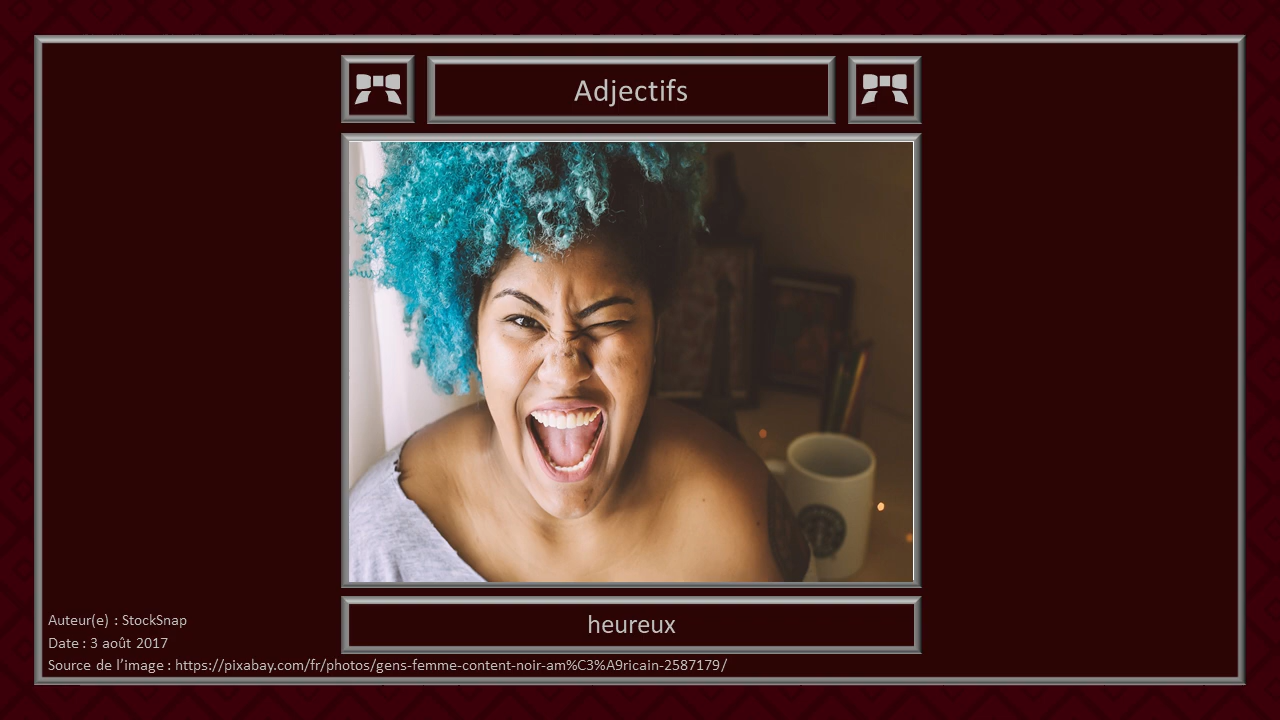 Adjectifs
heureux
Auteur(e) : StockSnap
Date : 3 août 2017
Source de l’image : https://pixabay.com/fr/photos/gens-femme-content-noir-am%C3%A9ricain-2587179/